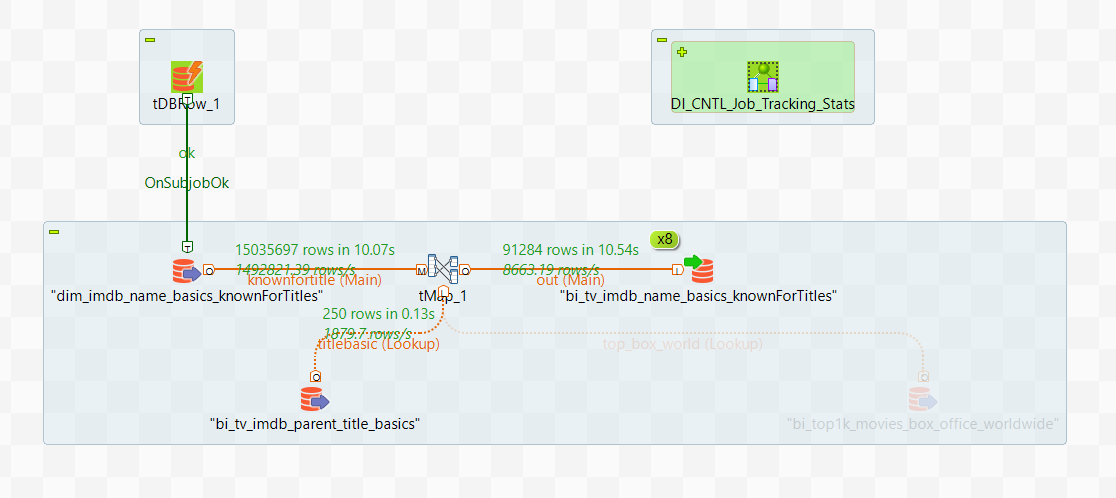 tDBRow_1
DI_CNTL_Job_Tracking_Stats
ok
OnSubjobOk
15035697 rows in 10.07s
1492821.39 rows/s
knownfortitle (Main)
91284 rows in 10.54s
8663.19 rows/s
out (Main)
x8
"dim_imdb_name_basics_knownForTitles"
tMap_1
"bi_tv_imdb_name_basics_knownForTitles"
250 rows in 0.13s
1879.7 rows/s
titlebasic (Lookup)
top_box_world (Lookup)
"bi_tv_imdb_parent_title_basics"
"bi_top1k_movies_box_office_worldwide"